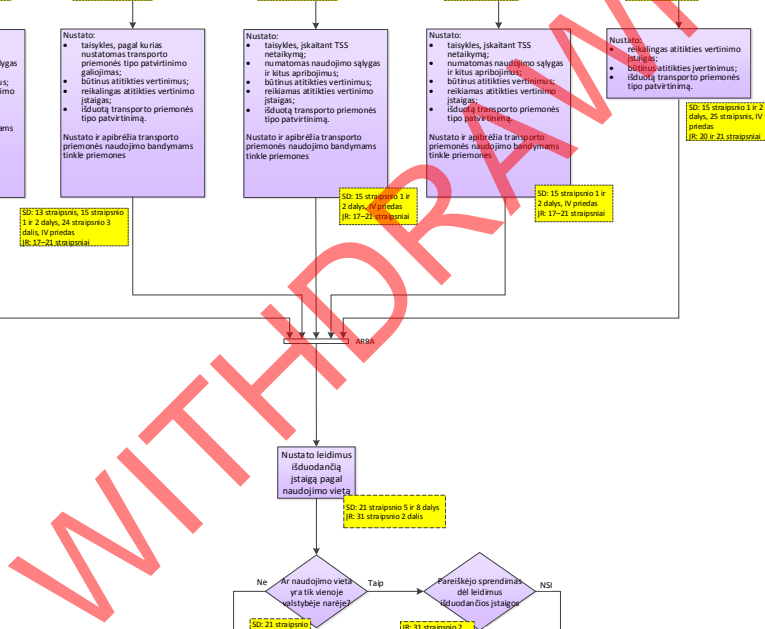 ygas
us;
imo
ams
Nustato:
taisykles, pagal kurias
nustatomas transporto
priemonės tipo patvirtinimo
galiojimas;
būtinus atitikties vertinimus;
reikalingas atitikties vertinimo
įstaigas;
išduotą transporto priemonės
tipo patvirtinimą.
Nustato ir apibrėžia transporto
priemonės naudojimo bandymams
tinkle priemones
SD: 13 straipsnis, 15 straipsnio
1 ir 2 dalys, 24 straipsnio 3
dalis, IV priedas
JR: 17–21 straipsniai
Nustato:
taisykles, įskaitant TSS
netaikymą;
numatomas naudojimo sąlygas
ir kitus apribojimus;
būtinus atitikties vertinimus;
reikiamas atitikties vertinimo
įstaigas;
išduotą transporto priemonės
tipo patvirtinimą.
Nustato ir apibrėžia transporto
priemonės naudojimo bandymams
tinkle priemones
SD: 15 straipsnio 1 ir
2 dalys, IV priedas
JR: 17–21 straipsniai
Nustato:
taisykles, įskaitant TSS
netaikymą;
numatomas naudojimo sąlygas
ir kitus apribojimus;
būtinus atitikties vertinimus;
reikiamas atitikties vertinimo
įstaigas;
išduotą transporto priemonės
tipo patvirtinimą.
Nustato ir apibrėžia transporto
priemonės naudojimo bandymams
tinkle priemones
SD: 15 straipsnio 1 ir
2 dalys, IV priedas
JR: 17–21 straipsniai
Nustato:
reikalingas atitikties vertinimo
įstaigas;
būtinus atitikties įvertinimus;
išduotą transporto priemonės
tipo patvirtinimą.
SD: 15 straipsnio 1 ir 2
dalys, 25 straipsnis, IV
priedas
JR: 20 ir 21 straipsniai
ARBA
Nustato leidimus
išduodančią
įstaigą pagal
naudojimo vietą
SD: 21 straipsnio 5 ir 8 dalys
JR: 31 straipsnio 2 dalis
Ne
Ar naudojimo vieta
yra tik vienoje
valstybėje narėje?
Taip
Pareiškėjo sprendimas
dėl leidimus
išduodančios įstaigos
NSI
SD: 21 straipsnio
JR: 31 straipsnio 2
WITHDRAWN